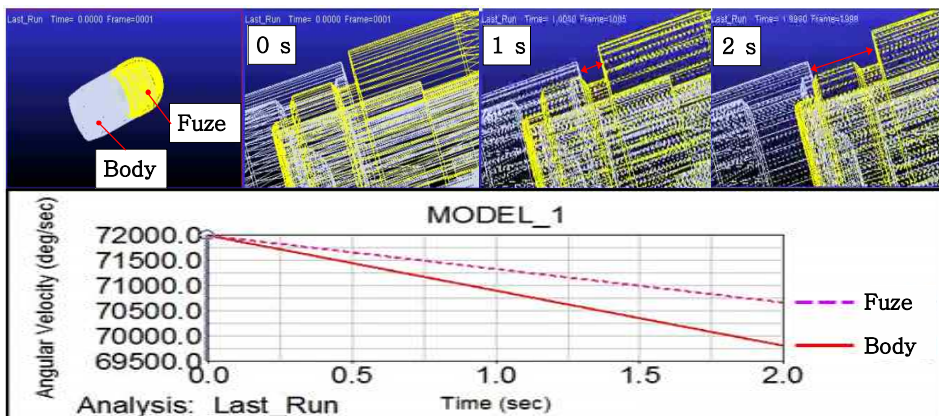 Last_Run Time= 0.0000 Frame=0001
Fuze
Body
Last_Run Time= 0.0000 Frame=0001
0 s
Last_Run
1 s
Last_Run
2 s
MODEL_1
Angular Velocity (deg/sec)
72000.0
71500.0
71000.0
70500.0
70000.0
69500.0
0.0 0.5 1.0 1.5 2.0
Fuze
Body
Analysis: Last_Run Time (sec)